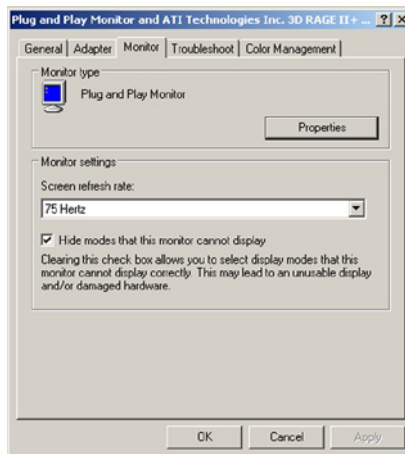 Plug and Play Monitor and ATI Technologies Inc. 3D RAGE II+ ...
General Adapter Monitor Troubleshoot Color Management
Monitor type
Plug and Play Monitor
Properties
Monitor settings
Screen refresh rate:
75 Hertz
Hide modes that this monitor cannot display
Clearing this check box allows you to select display modes that this
monitor cannot display correctly. This may lead to an unusable display
and/or damaged hardware.
OK Cancel Apply